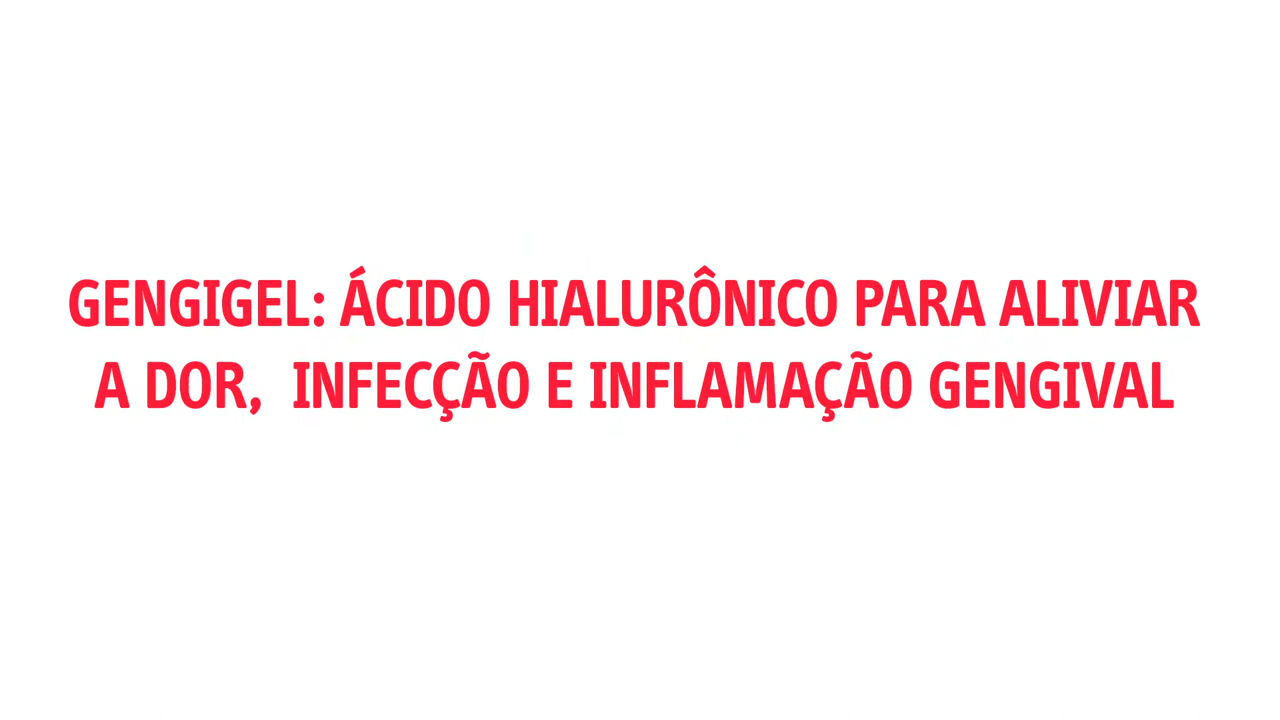 GENGIGEL: ÁCIDO HIALURÔNICO PARA ALIVIAR
A DOR,  INFECÇÃO E INFLAMAÇÃO GENGIVAL